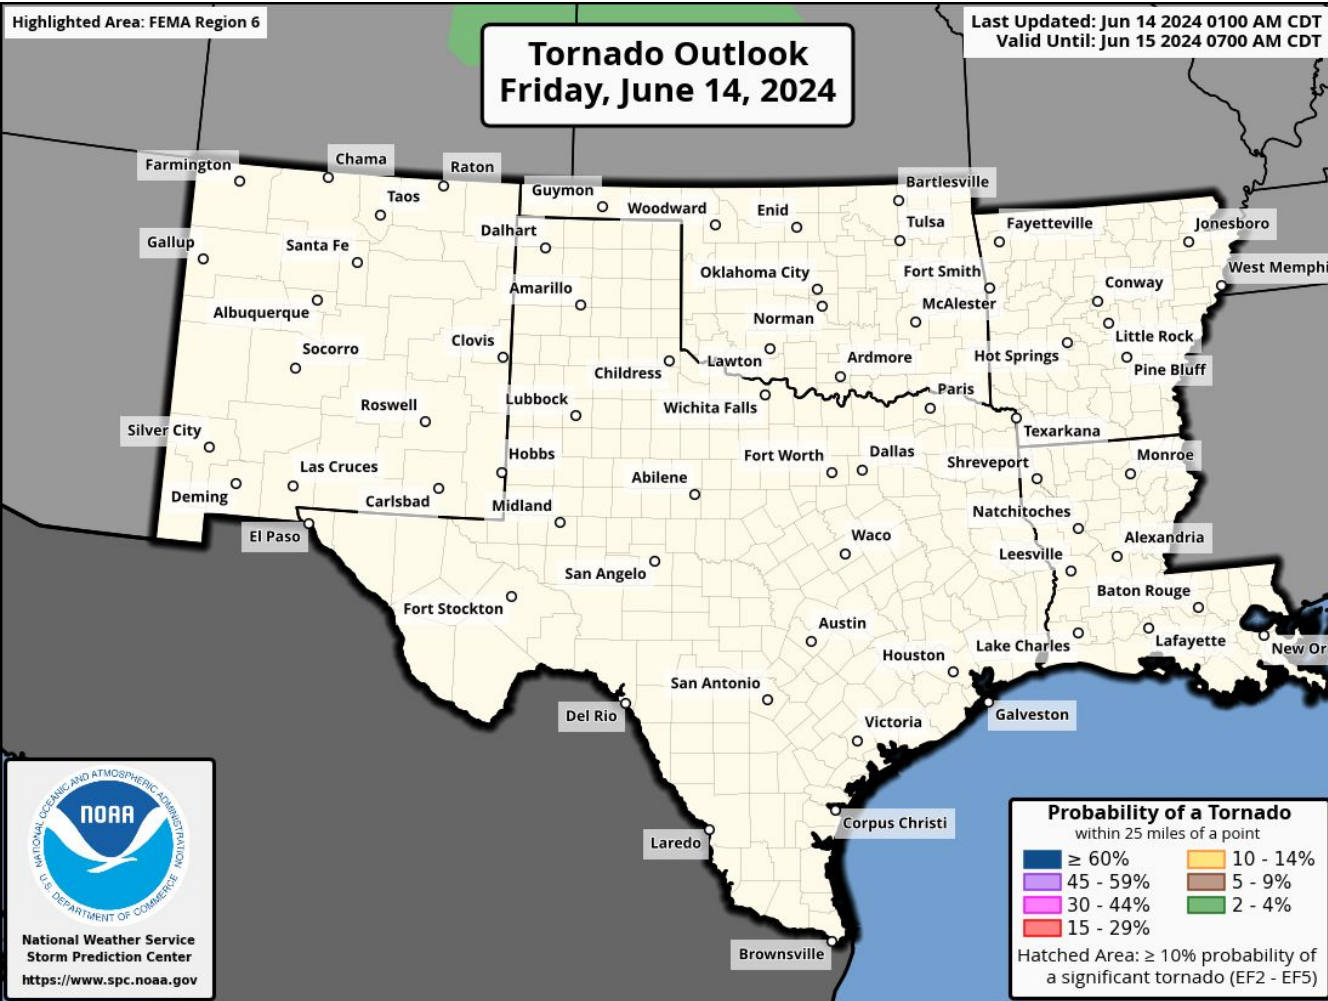 Highlighted Area: FEMA Region 6
Last Updated: Jun 14 2024 0100 AM CDT
Valid Until: Jun 15 2024 0700 AM CDT
Tornado Outlook
Friday, June 14, 2024
Farmington
Chama
Raton
Taos
Guymon
Woodward
Enid
Bartlesville
Tulsa
Fayetteville
Jonesboro
Gallup
Santa Fe
Dalhart
Oklahoma City
Fort Smith
West Memphi
Amarillo
Conway
Albuquerque
Norman
McAlester
Socorro
Clovis
Childress
Lawton
Ardmore
Hot Springs
Little Rock
Pine Bluff
Roswell
Lubbock
Wichita Falls
Paris
Silver City
Texarkana
Las Cruces
Hobbs
Abilene
Fort Worth
Dallas
Shreveport
Monroe
Deming
Carlsbad
Midland
Natchitoches
El Paso
Waco
Leesville
Alexandria
San Angelo
Baton Rouge
Fort Stockton
Austin
Lake Charles
Lafayette
New Or
Houston
San Antonio
Del Rio
Victoria
Galveston
Corpus Christi
Laredo
Brownsville
NATIONAL OCEANIC AND ATMOSPHERIC ADMINISTRATION
NOAA
U.S. DEPARTMENT OF COMMERCE
National Weather Service
Storm Prediction Center
https://www.spc.noaa.gov
Probability of a Tornado
within 25 miles of a point
≥ 60%
10 - 14%
45 - 59%
5 - 9%
30 - 44%
2 - 4%
15 - 29%
Hatched Area: ≥ 10% probability of
a significant tornado (EF2 - EF5)